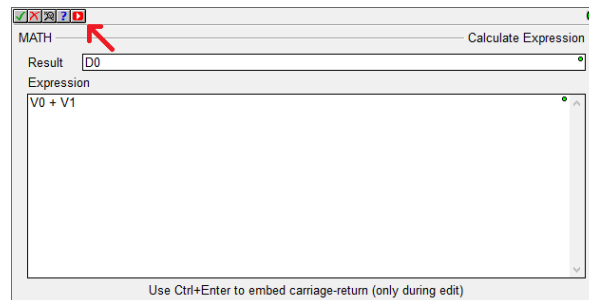 ?
MATH Calculate Expression
Result D0
Expression
V0 + V1
Use Ctrl+Enter to embed carriage-return (only during edit)